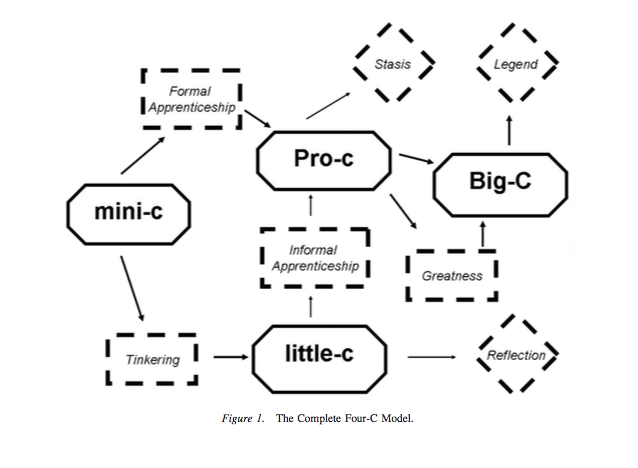 Stasis
Legend
Formal
Apprenticeship
Pro-c
Big-C
mini-c
Informal
Apprenticeship
Greatness
Tinkering
little-c
Reflection
Figure 1. The Complete Four-C Model.